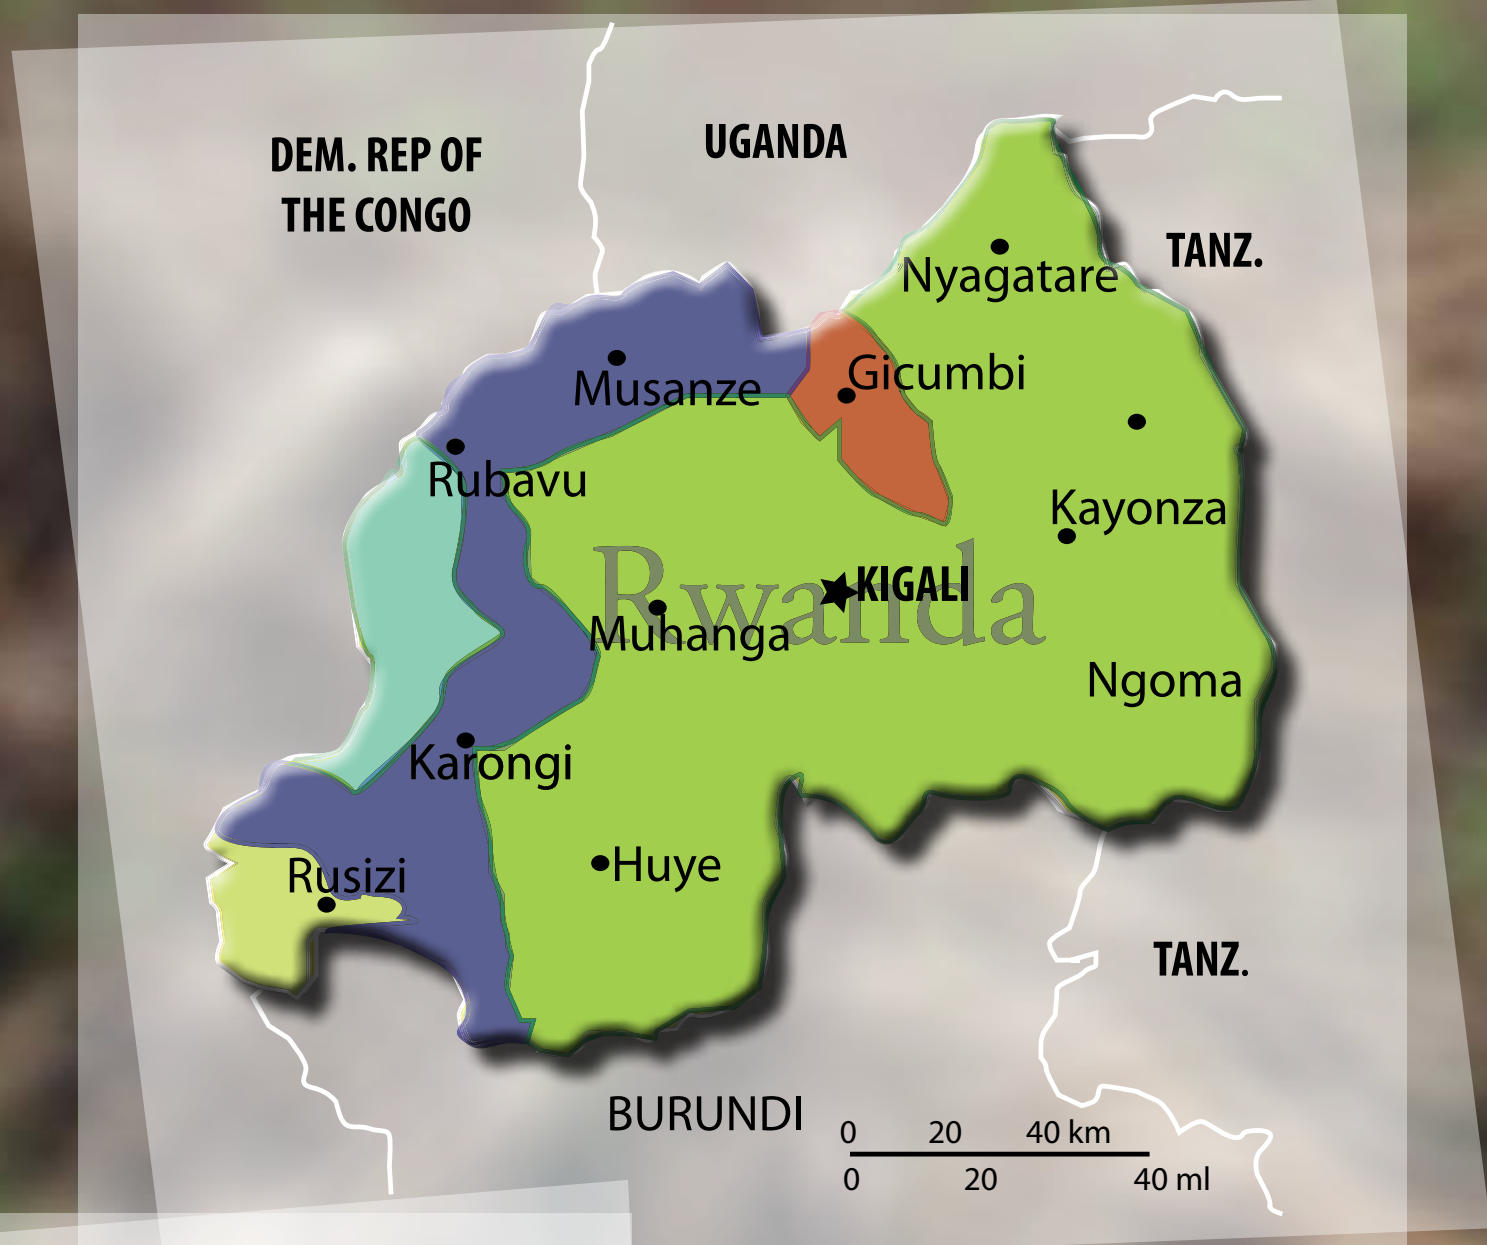 DEM. REP OF
THE CONGO
UGANDA
TANZ.
Nyagatare
Musanze
Gicumbi
Rubavu
Kayonza
Rwanda
KIGALI
Muhanga
Ngoma
Karongi
Huye
Rusizi
TANZ.
BURUNDI
0 20 40 km
0 20 40 ml